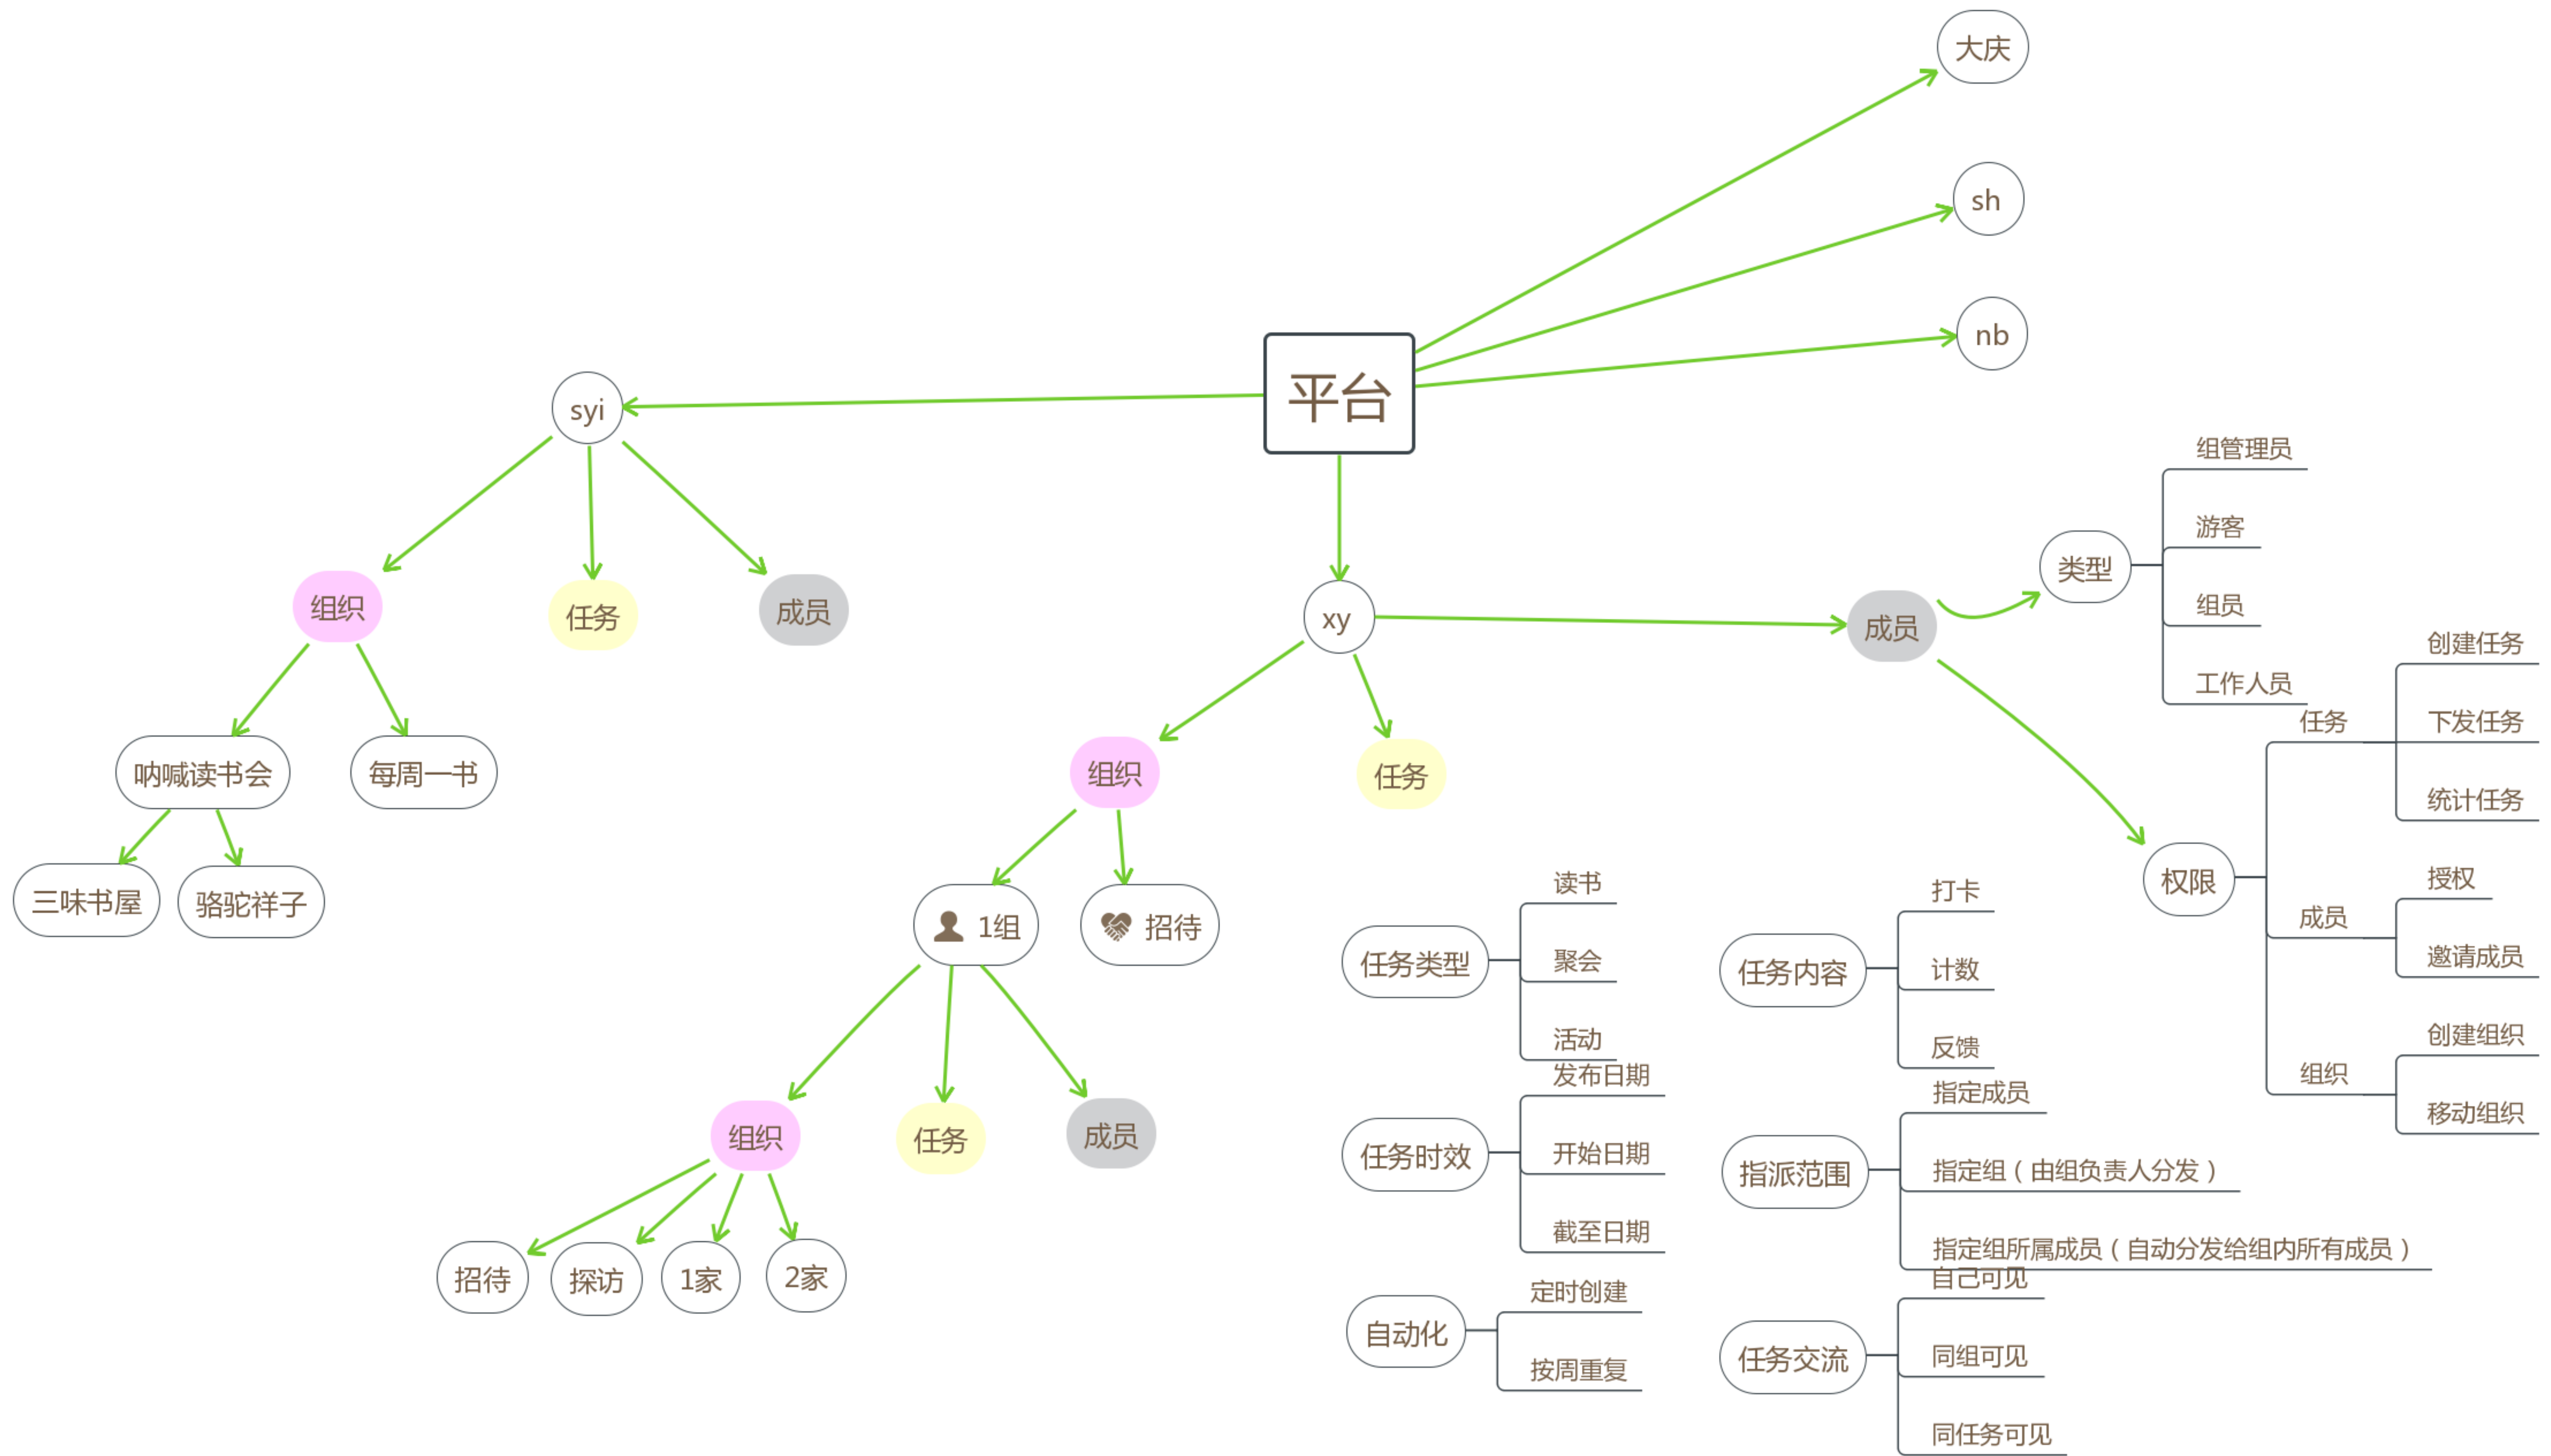 大庆
sh
nb
平台
syi
组织
任务
成员
呐喊读书会
每周一书
三味书屋
骆驼祥子
xy
组织
任务
成员
1组
招待
组织
任务
成员
招待
探访
1家
2家
类型
组管理员
游客
组员
工作人员
权限
任务
创建任务
下发任务
统计任务
成员
授权
邀请成员
组织
创建组织
移动组织
任务类型
读书
聚会
活动
任务时效
发布日期
开始日期
截至日期
自动化
定时创建
按周重复
任务内容
打卡
计数
反馈
指派范围
指定成员
指定组（由组负责人分发）
指定组所属成员（自动分发给组内所有成员）
任务交流
自己可见
同组可见
同任务可见